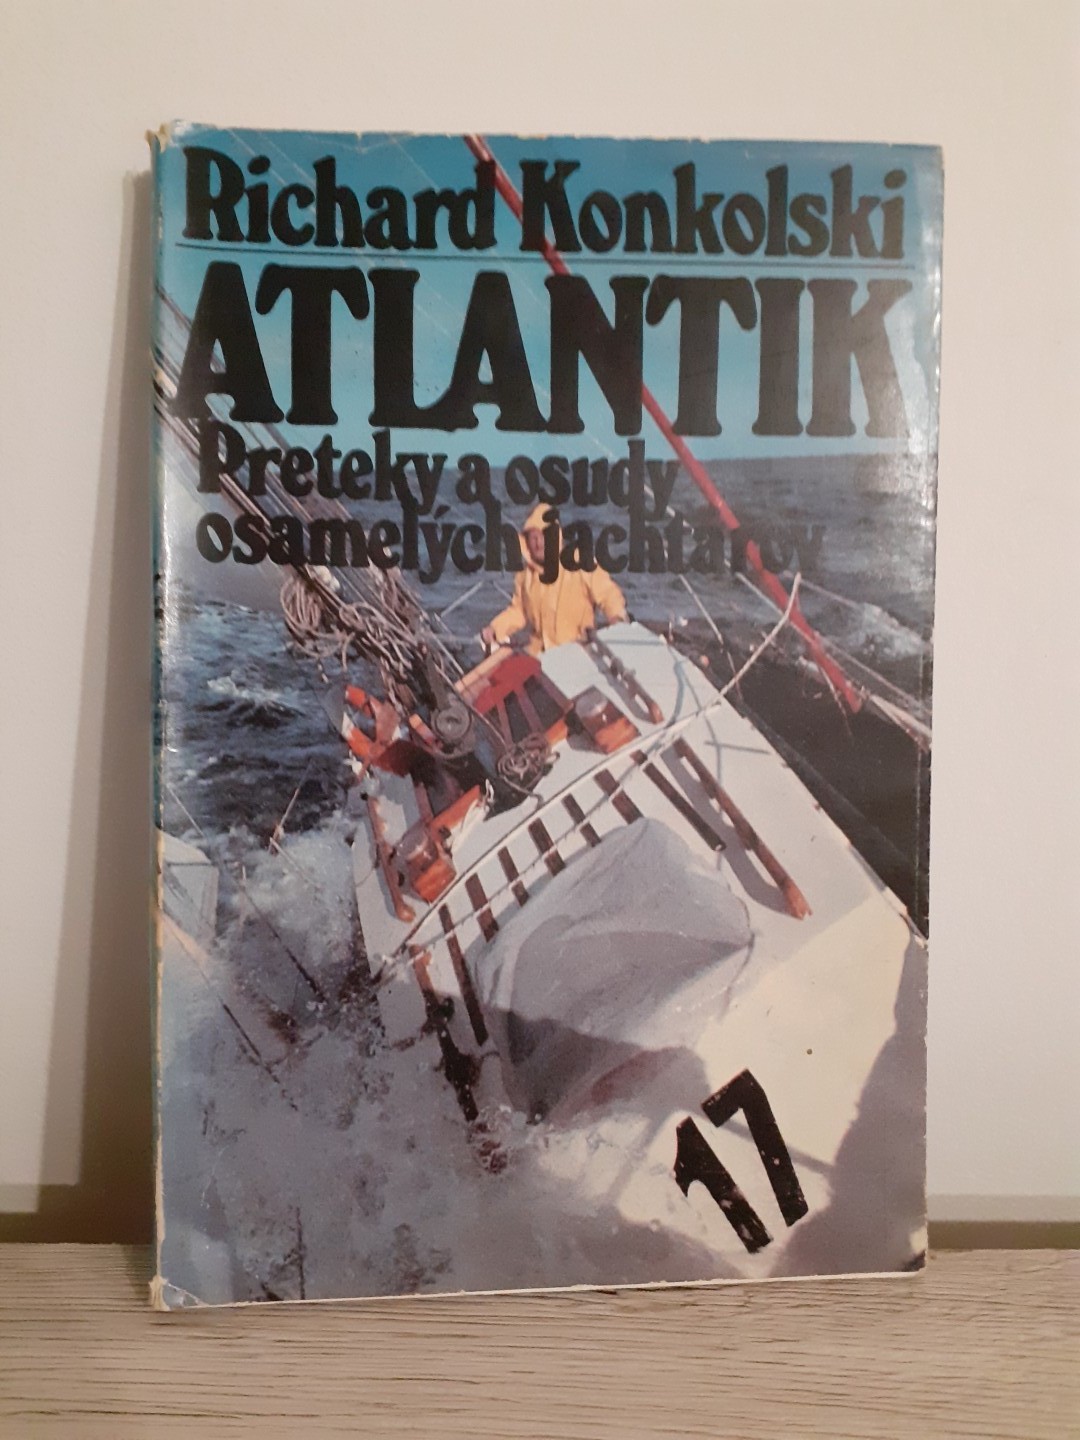 Richard Konkolski
ATLANTIK
Preteky a osudy
osamelých jachtárov
17